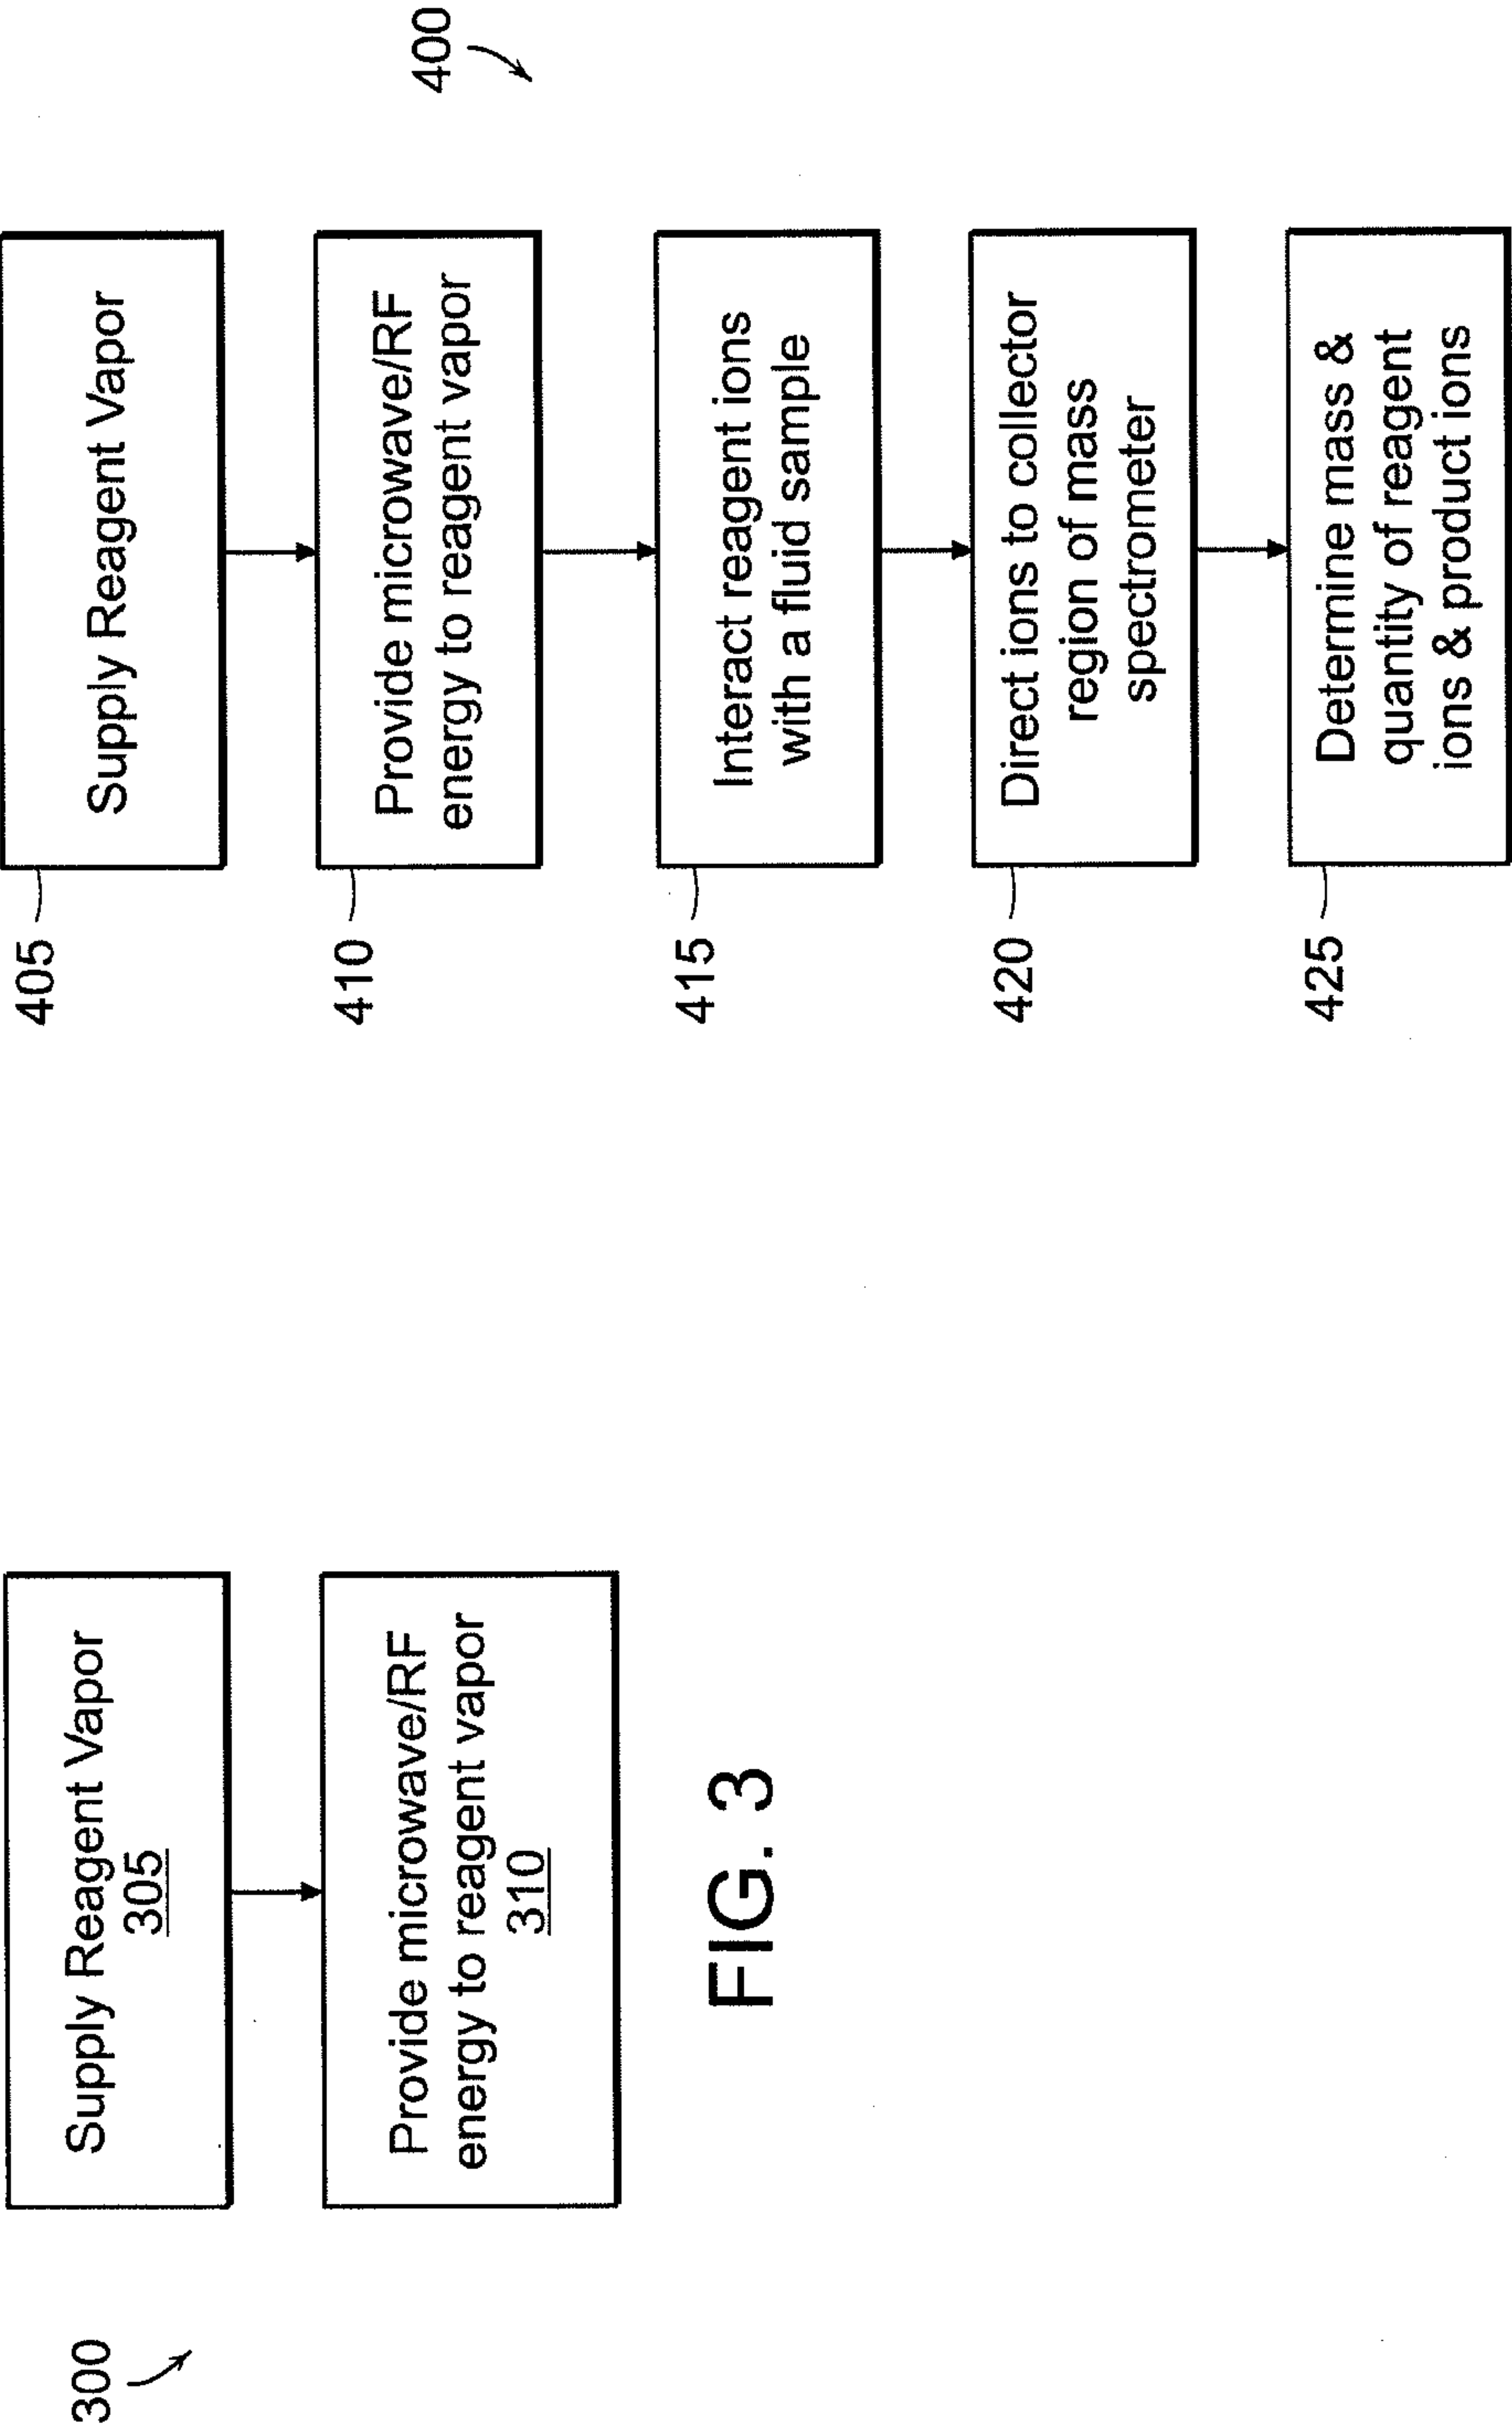 300
Supply Reagent Vapor
305
Provide microwave/RF
energy to reagent vapor
310
FIG. 3
400
405
Supply Reagent Vapor
410
Provide microwave/RF
energy to reagent vapor
415
Interact reagent ions
with a fluid sample
420
Direct ions to collector
region of mass
spectrometer
425
Determine mass &
quantity of reagent
ions & product ions